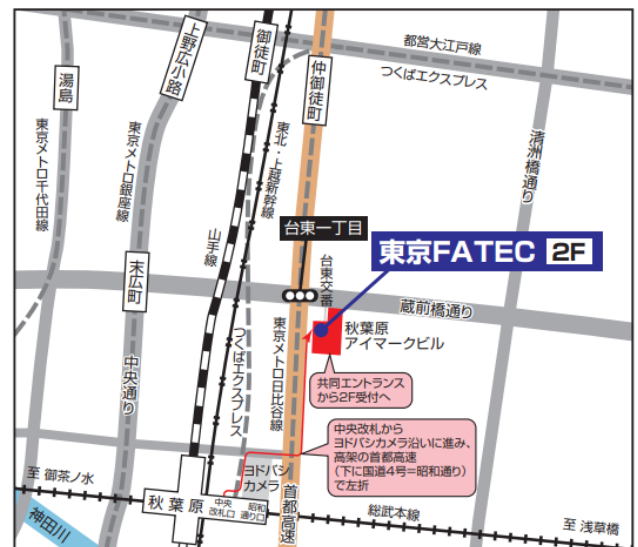 都営大江戸線
つくばエクスプレス
上野広小路
御徒町
仲御徒町
湯島
清洲橋通り
東京メトロ千代田線
東京メトロ銀座線
東北・上越新幹線
山手線
台東一丁目
東京FATEC 2F
台東交番
末広町
蔵前橋通り
秋葉原
アイマークビル
つくばエクスプレス
東京メトロ日比谷線
中央通り
共同エントランス
から2F受付へ
中央改札から
ヨドバシカメラ沿いに進み、
高架の首都高速
(下に国道4号=昭和通り)
で左折
ヨドバシ
カメラ
首都高速
至 御茶ノ水
秋葉原
中央
改札口
昭和
通り口
総武本線
至 浅草橋
神田川